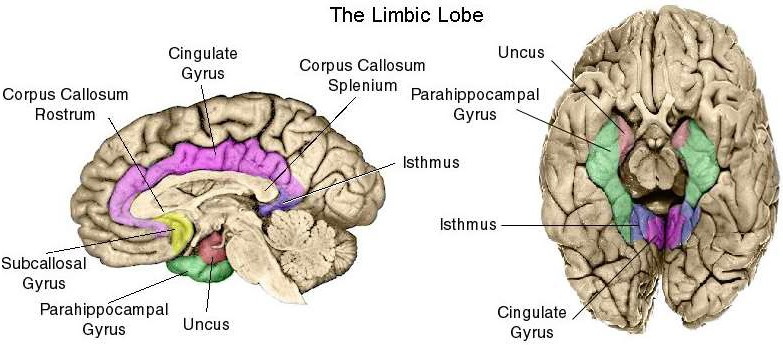 The Limbic Lobe
Cingulate
Gyrus
Corpus Callosum
Splenium
Corpus Callosum
Rostrum
Isthmus
Subcallosal
Gyrus
Parahippocampal
Gyrus
Uncus
Uncus
Parahippocampal
Gyrus
Isthmus
Cingulate
Gyrus